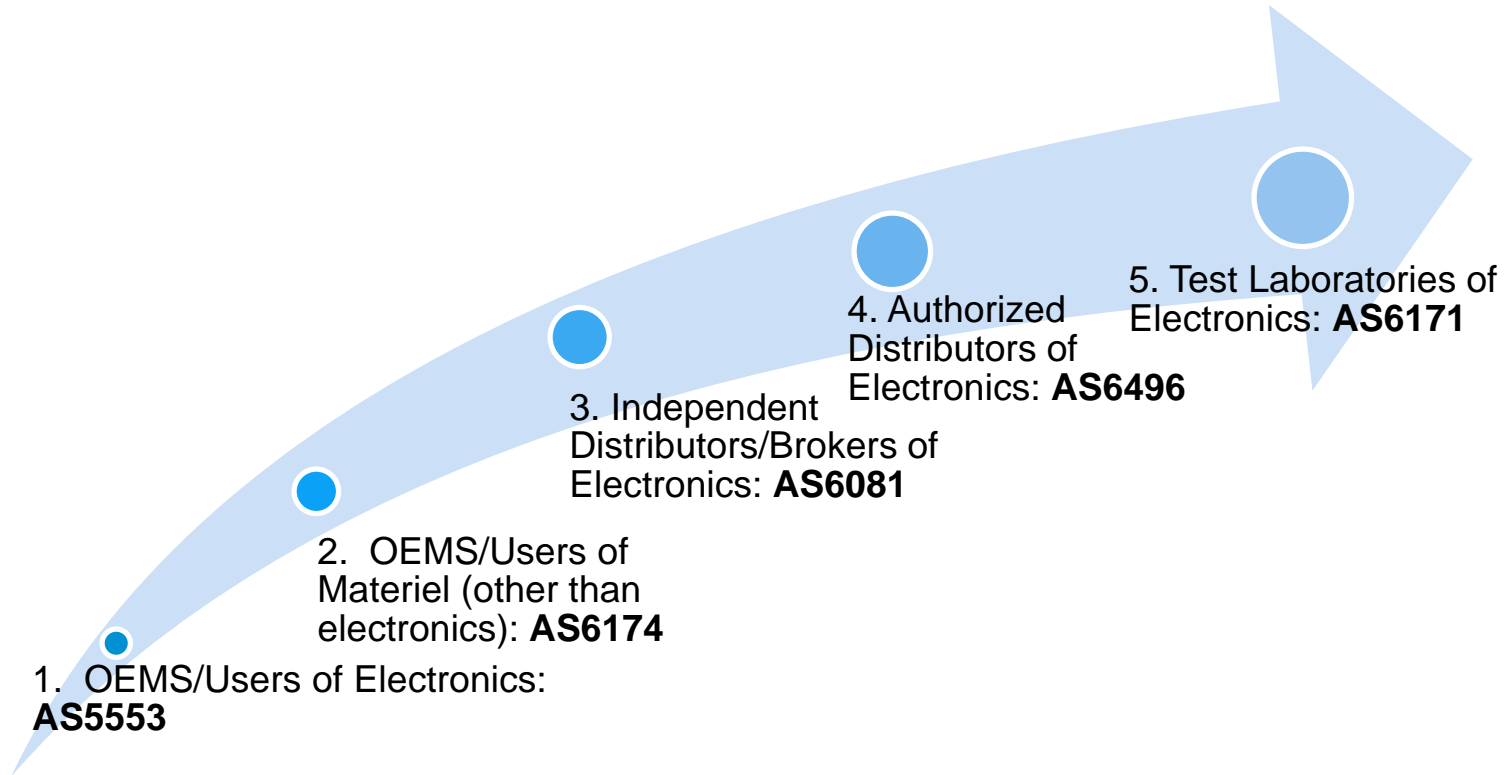 1.  OEMS/Users of Electronics:
AS5553
2.  OEMS/Users of
Materiel (other than
electronics): AS6174
3. Independent
Distributors/Brokers of
Electronics: AS6081
4. Authorized
Distributors of
Electronics: AS6496
5. Test Laboratories of
Electronics: AS6171